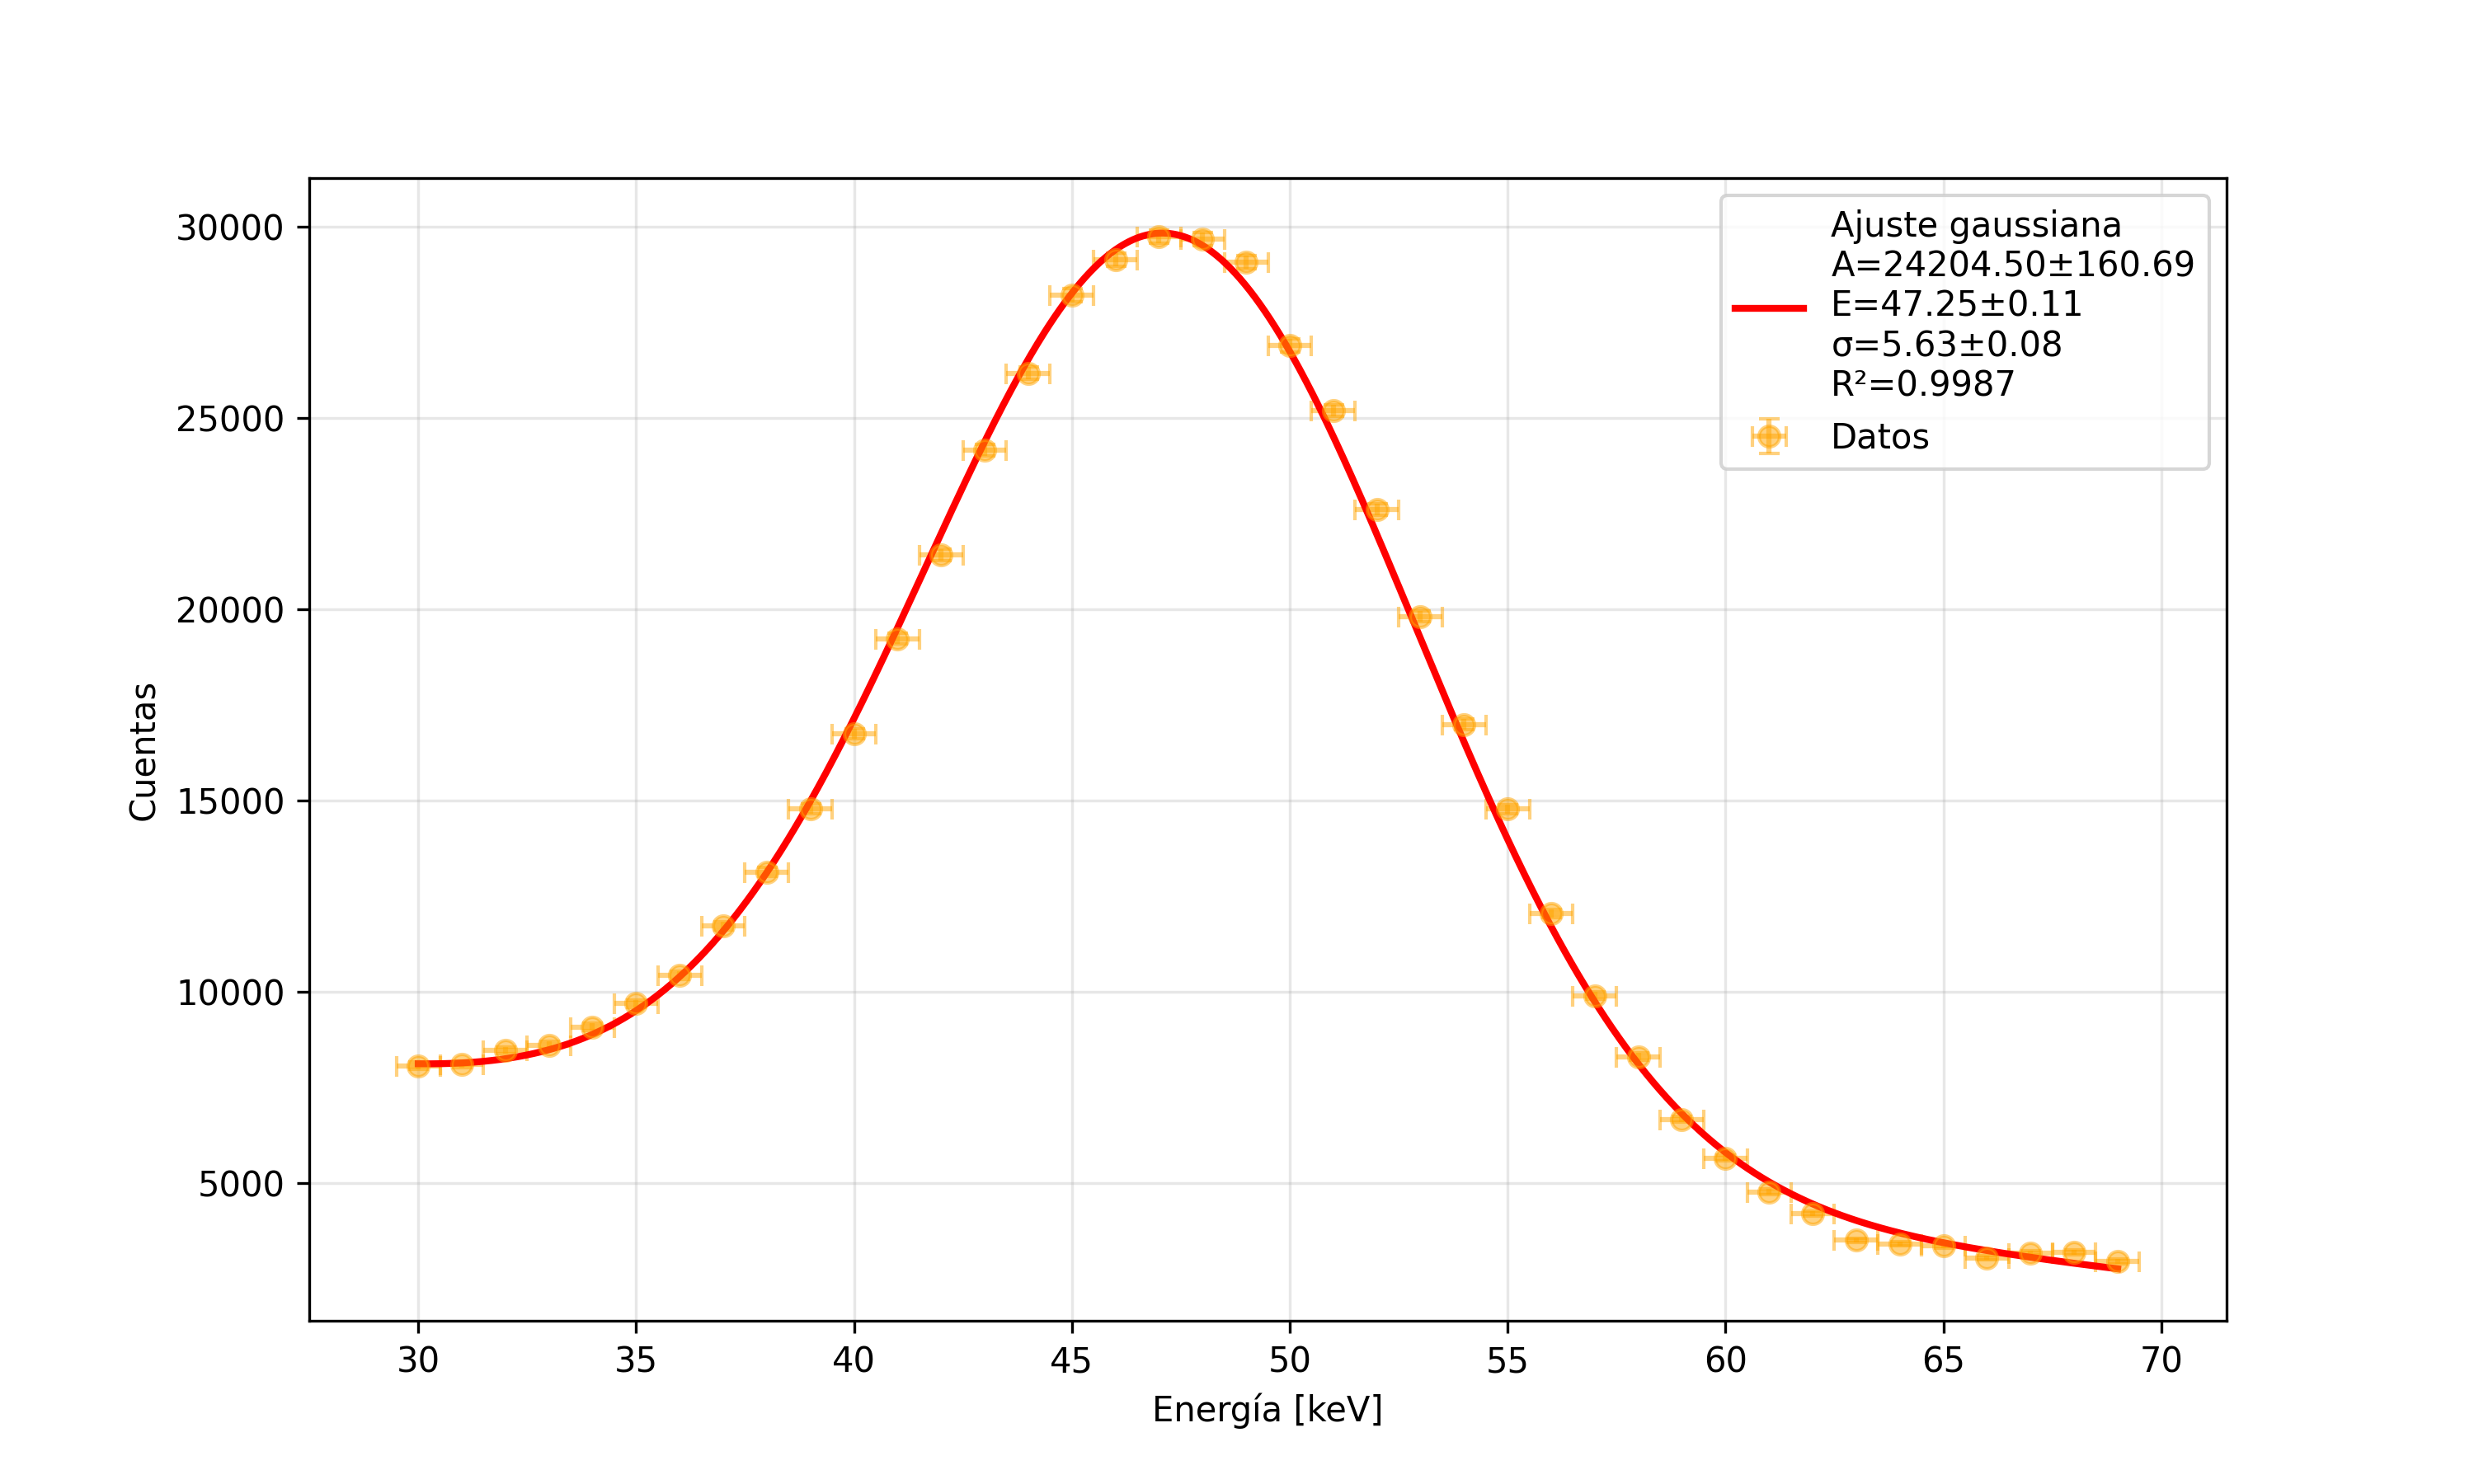 Ajuste gaussiana
A=24204.50±160.69
E=47.25±0.11
σ=5.63±0.08
R²=0.9987
Datos
30000
25000
20000
15000
10000
5000
Cuentas
30 35 40 45 50 55 60 65 70
Energía [keV]